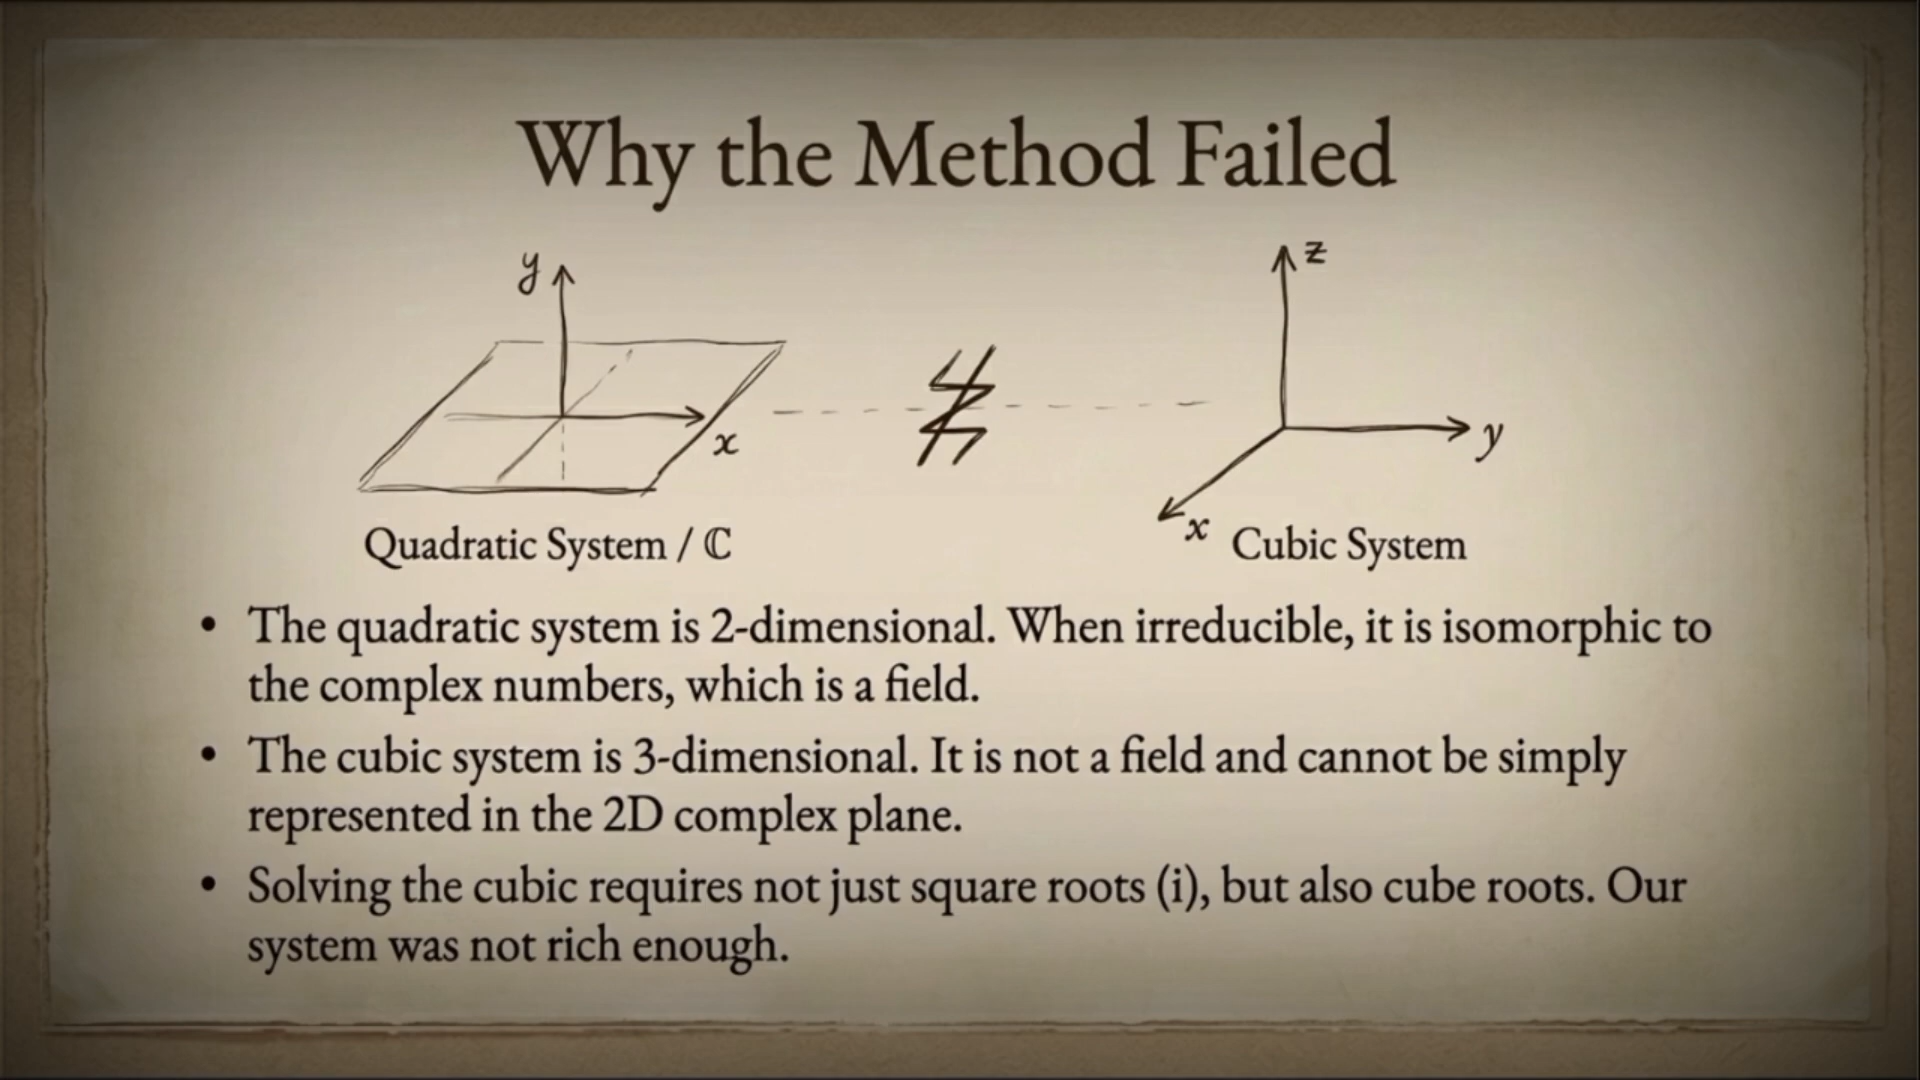 Why the Method Failed
y
x
z
y
x
Quadratic System / ℂ
Cubic System
• The quadratic system is 2-dimensional. When irreducible, it is isomorphic to
the complex numbers, which is a field.
• The cubic system is 3-dimensional. It is not a field and cannot be simply
represented in the 2D complex plane.
• Solving the cubic requires not just square roots (i), but also cube roots. Our
system was not rich enough.